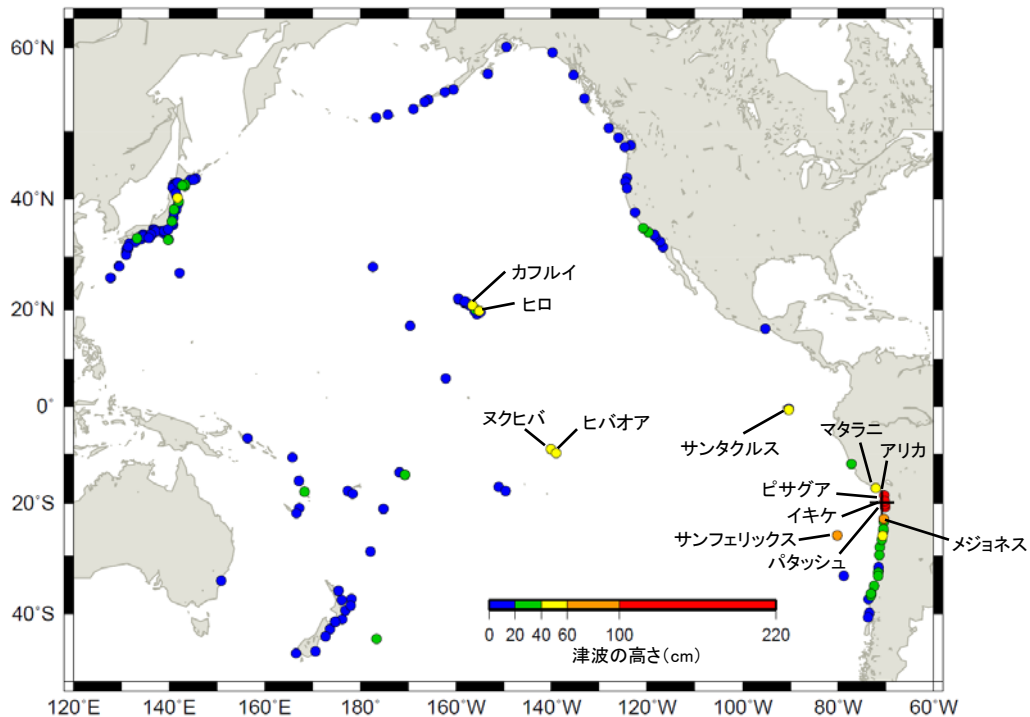 60°N
40°N
カフルイ
ヒロ
20°N
0°
ヌクヒバ
ヒバオア
サンタクルス
マタラニ
アリカ
ピサグア
イキケ
20°S
サンフェリックス
メジョネス
パタッシュ
40°S
0 20 40 60 100 220
津波の高さ(cm)
120°E 140°E 160°E 180° 160°W 140°W 120°W 100°W 80°W 60°W